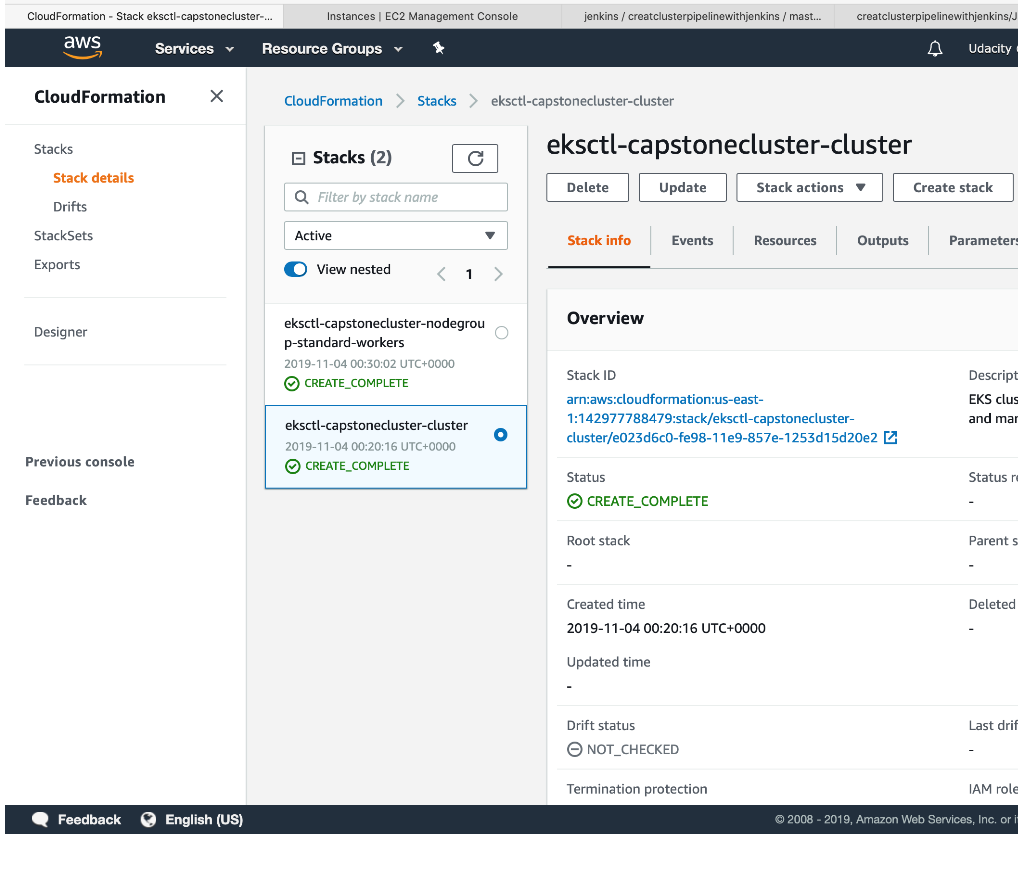 CloudFormation - Stack eksctl-capstonecluster-...
Instances | EC2 Management Console
jenkins / creatclusterpipelinewithjenkins / mast...
creatclusterpipelinewithjenkins/J
aws
Services
Resource Groups
Udacity
CloudFormation
Stacks
Stack details
Drifts
StackSets
Exports
Designer
Previous console
Feedback
CloudFormation
Stacks
eksctl-capstonecluster-cluster
Stacks (2)
Filter by stack name
Active
View nested
1
eksctl-capstonecluster-nodegrou
p-standard-workers
2019-11-04 00:30:02 UTC+0000
CREATE_COMPLETE
eksctl-capstonecluster-cluster
2019-11-04 00:20:16 UTC+0000
CREATE_COMPLETE
eksctl-capstonecluster-cluster
Delete
Update
Stack actions
Create stack
Stack info
Events
Resources
Outputs
Parameters
Overview
Stack ID
arn:aws:cloudformation:us-east-
1:142977788479:stack/eksctl-capstonecluster-
cluster/e023d6c0-fe98-11e9-857e-1253d15d20e2
Descript
EKS clus
and mar
Status
CREATE_COMPLETE
Status re
-
Root stack
-
Parent s
-
Created time
2019-11-04 00:20:16 UTC+0000
Deleted
-
Updated time
-
Drift status
NOT_CHECKED
Last drif
-
Termination protection
IAM role
Feedback
English (US)
© 2008 - 2019, Amazon Web Services, Inc. or i